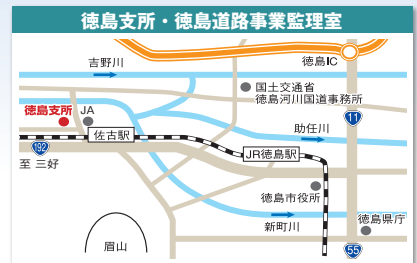 徳島支所・徳島道路事業監理室
吉野川
徳島IC
国土交通省
徳島河川国道事務所
徳島支所
JA
佐古駅
助任川
11
192
至 三好
JR徳島駅
徳島市役所
新町川
徳島県庁
眉山
55